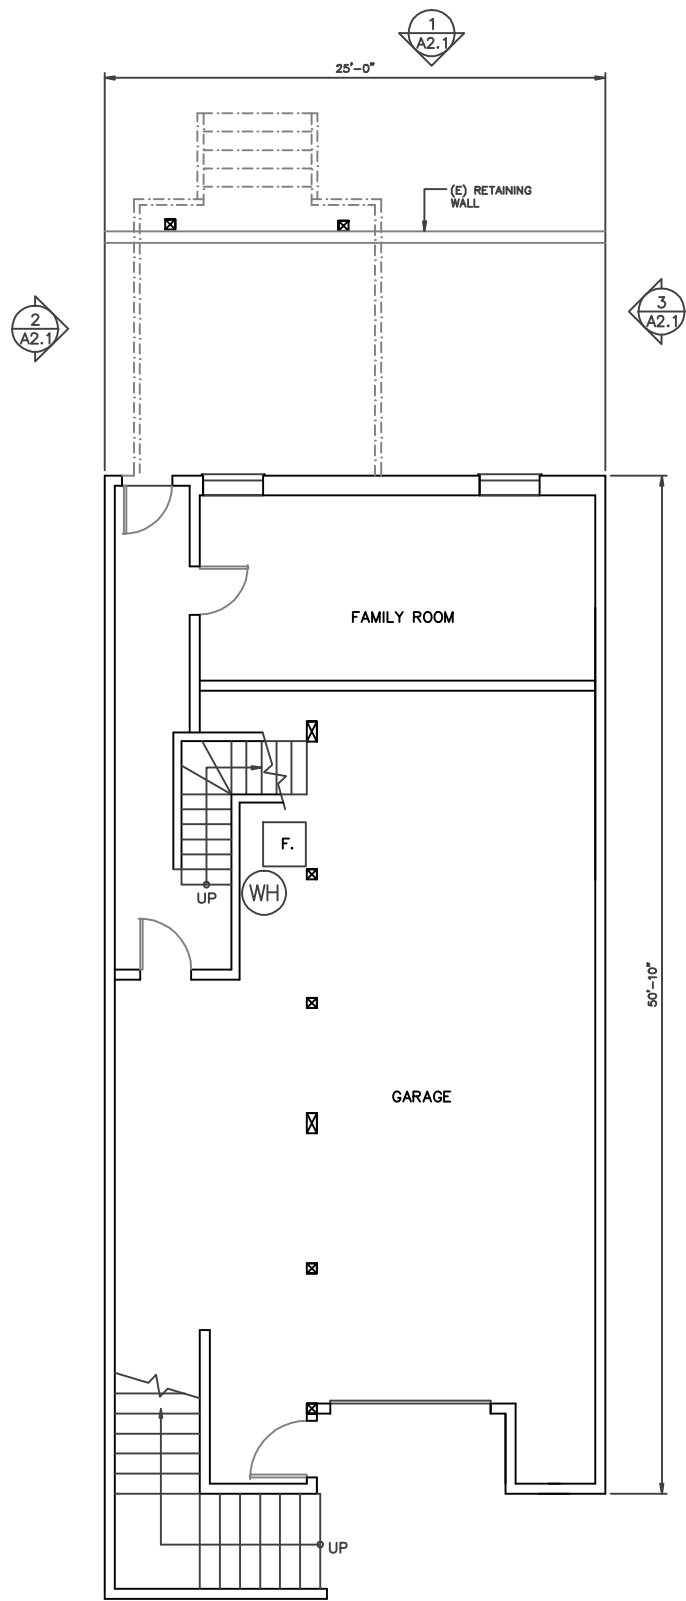 1
A2.1
25'-0"
(E) RETAINING
WALL
2
A2.1
3
A2.1
FAMILY ROOM
F.
WH
UP
50'-10"
GARAGE
UP